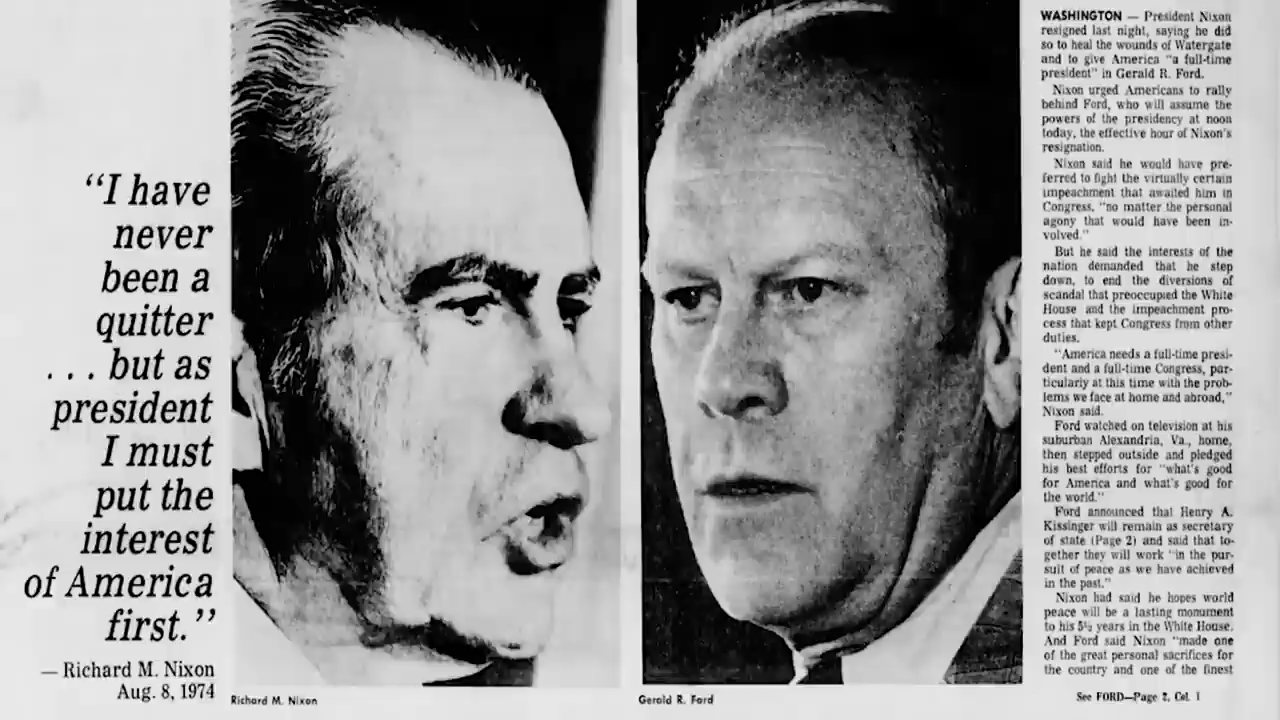 “I have
never
been a
quitter
. . . but as
president
I must
put the
interest
of America
first.”
— Richard M. Nixon
Aug. 8, 1974
Richard M. Nixon
Gerald R. Ford
WASHINGTON — President Nixon
resigned last night, saying he did
so to heal the wounds of Watergate
and to give America "a full-time
president" in Gerald R. Ford.
Nixon urged Americans to rally
behind Ford, who will assume the
powers of the presidency at noon
today, the effective hour of Nixon's
resignation.
Nixon said he would have pre-
ferred to fight the virtually certain
impeachment that awaited him in
Congress, "no matter the personal
agony that would have been in-
volved."
But he said the interests of the
nation demanded that he step
down, to end the diversions of
scandal that preoccupied the White
House and the impeachment pro-
cess that kept Congress from other
duties.
"America needs a full-time presi-
dent and a full-time Congress, par-
ticularly at this time with the prob-
lems we face at home and abroad,"
Nixon said.
Ford watched on television at his
suburban Alexandria, Va., home,
then stepped outside and pledged
his best efforts for "what's good
for America and what's good for
the world."
Ford announced that Henry A.
Kissinger will remain as secretary
of state (Page 2) and said that to-
gether they will work "in the pur-
suit of peace as we have achieved
in the past."
Nixon had said he hopes world
peace will be a lasting monument
to his 5½ years in the White House.
And Ford said Nixon "made one
of the great personal sacrifices for
the country and one of the finest
See FORD—Page 2, Col. 1